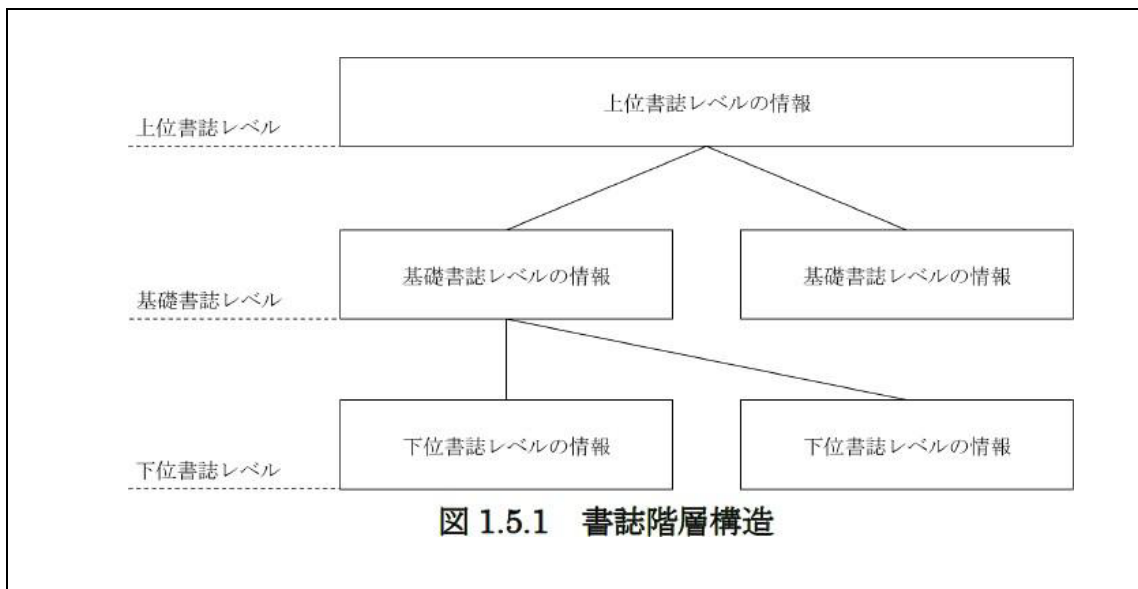 上位書誌レベルの情報
上位書誌レベル
基礎書誌レベルの情報 基礎書誌レベルの情報
基礎書誌レベル
下位書誌レベルの情報 下位書誌レベルの情報
下位書誌レベル
図 1.5.1 書誌階層構造